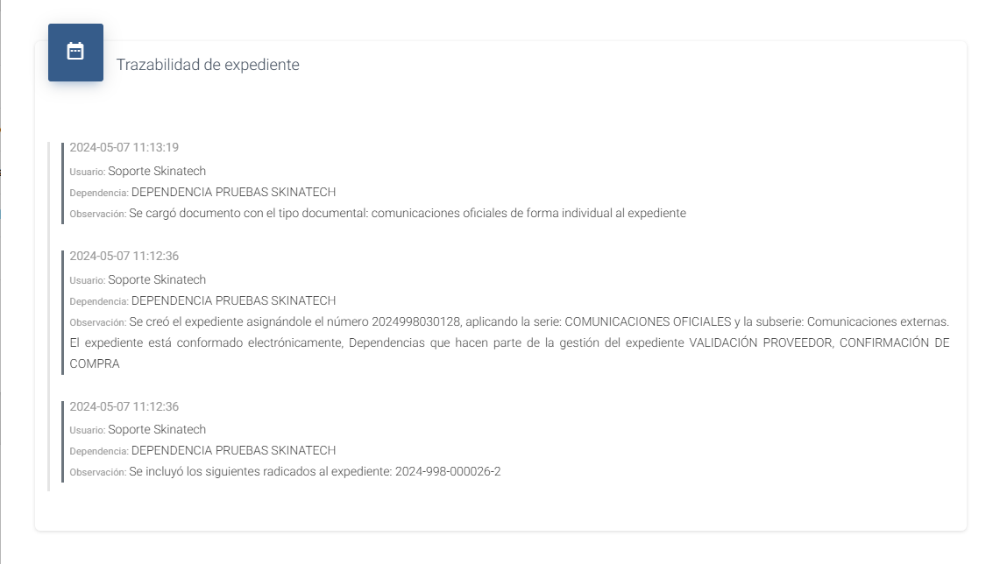 Trazabilidad de expediente
2024-05-07 11:13:19
Usuario: Soporte Skinatech
Dependencia: DEPENDENCIA PRUEBAS SKINATECH
Observación: Se cargó documento con el tipo documental: comunicaciones oficiales de forma individual al expediente
2024-05-07 11:12:36
Usuario: Soporte Skinatech
Dependencia: DEPENDENCIA PRUEBAS SKINATECH
Observación: Se creó el expediente asignándole el número 2024998030128, aplicando la serie: COMUNICACIONES OFICIALES y la subserie: Comunicaciones externas.
El expediente está conformado electrónicamente, Dependencias que hacen parte de la gestión del expediente VALIDACIÓN PROVEEDOR, CONFIRMACIÓN DE
COMPRA
2024-05-07 11:12:36
Usuario: Soporte Skinatech
Dependencia: DEPENDENCIA PRUEBAS SKINATECH
Observación: Se incluyó los siguientes radicados al expediente: 2024-998-000026-2